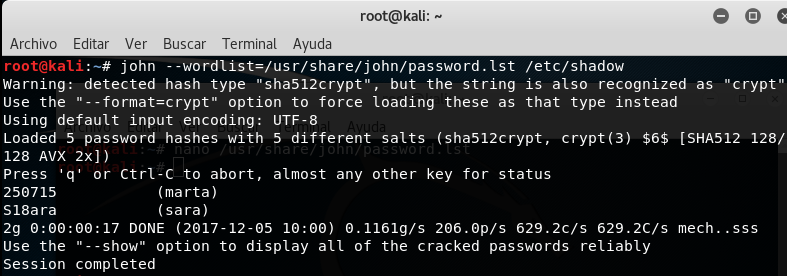 root@kali: ~
Archivo Editar Ver Buscar Terminal Ayuda
root@kali:~# john --wordlist=/usr/share/john/password.lst /etc/shadow
Warning: detected hash type "sha512crypt", but the string is also recognized as "crypt"
Use the "--format=crypt" option to force loading these as that type instead
Using default input encoding: UTF-8
Loaded 5 password hashes with 5 different salts (sha512crypt, crypt(3) $6$ [SHA512 128/
128 AVX 2x])
nano /usr/share/john/password.lst
Press 'q' or Ctrl-C to abort, almost any other key for status
250715 (marta)
S18ara (sara)
2g 0:00:00:17 DONE (2017-12-05 10:00) 0.1161g/s 206.0p/s 629.2c/s 629.2C/s mech..sss
Use the "--show" option to display all of the cracked passwords reliably
Session completed